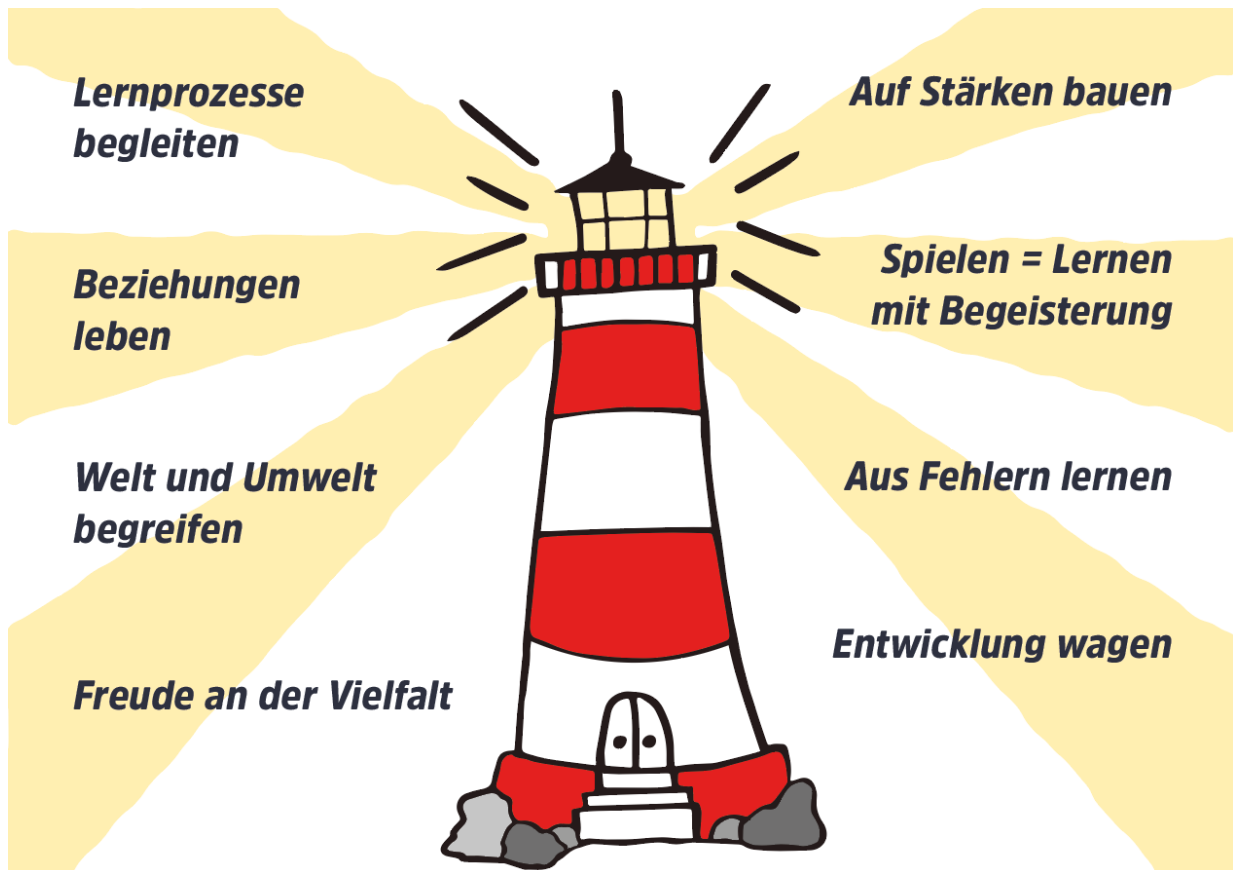 Lernprozesse
begleiten
Beziehungen
leben
Welt und Umwelt
begreifen
Freude an der Vielfalt
Auf Stärken bauen
Spielen = Lernen
mit Begeisterung
Aus Fehlern lernen
Entwicklung wagen